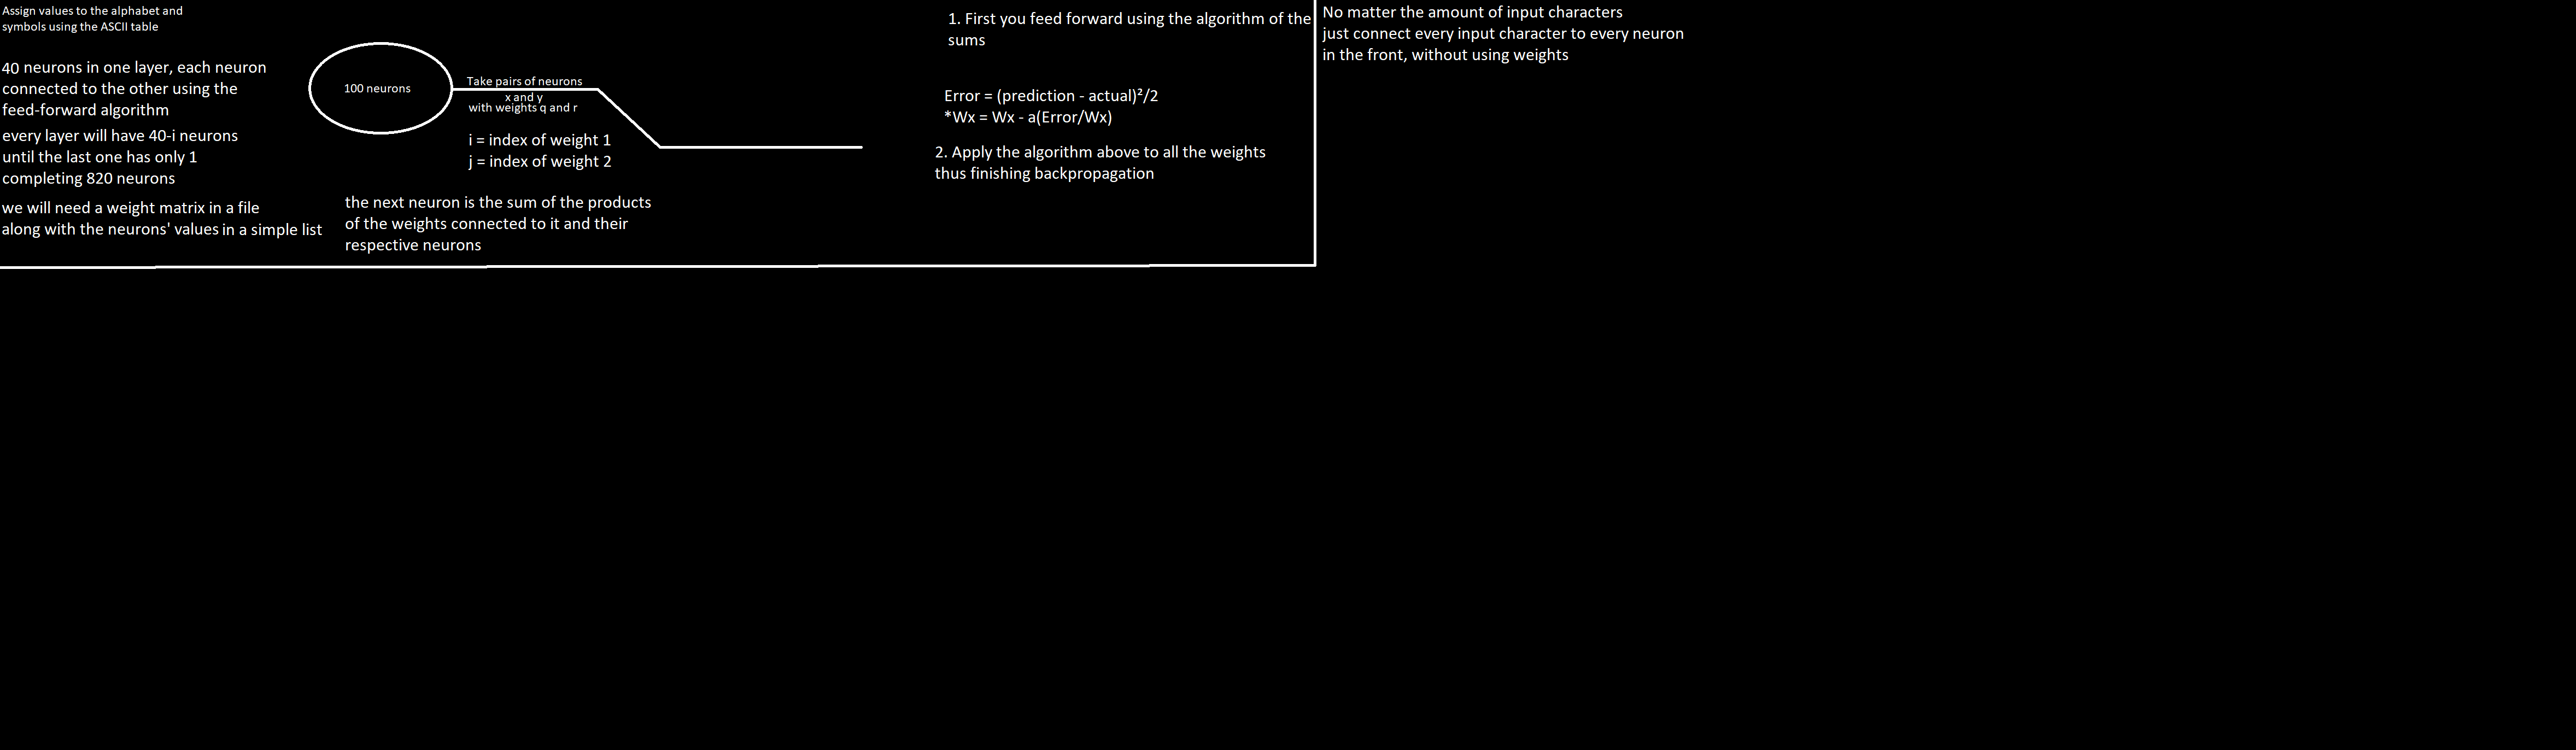 Assign values to the alphabet and
symbols using the ASCII table
40 neurons in one layer, each neuron
connected to the other using the
feed-forward algorithm
every layer will have 40-i neurons
until the last one has only 1
completing 820 neurons
we will need a weight matrix in a file
along with the neurons' values in a simple list
100 neurons
Take pairs of neurons
x and y
with weights q and r
i = index of weight 1
j = index of weight 2
the next neuron is the sum of the products
of the weights connected to it and their
respective neurons
1. First you feed forward using the algorithm of the
sums
Error = (prediction - actual)²/2
*Wx = Wx - a(Error/Wx)
2. Apply the algorithm above to all the weights
thus finishing backpropagation
No matter the amount of input characters
just connect every input character to every neuron
in the front, without using weights